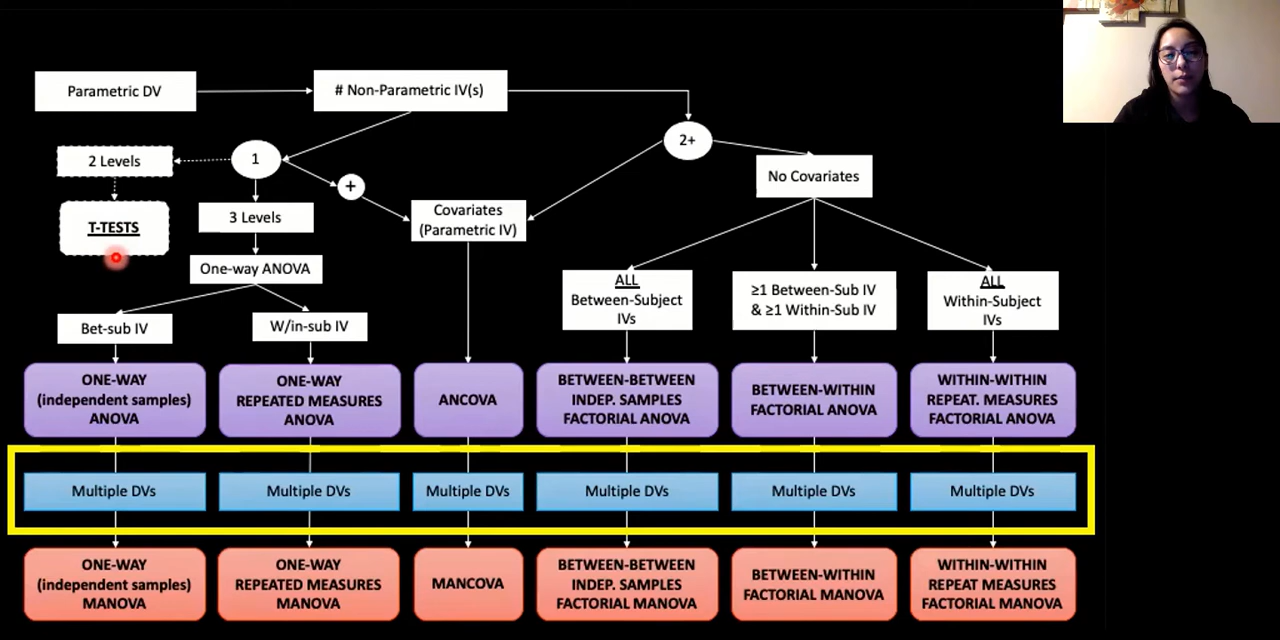 Parametric DV
# Non-Parametric IV(s)
2 Levels
1
+
2+
T-TESTS
3 Levels
Covariates
(Parametric IV)
No Covariates
One-way ANOVA
ALL
Between-Subject
IVs
≥1 Between-Sub IV
& ≥1 Within-Sub IV
ALL
Within-Subject
IVs
Bet-sub IV
W/in-sub IV
ONE-WAY
(independent samples)
ANOVA
ONE-WAY
REPEATED MEASURES
ANOVA
ANCOVA
BETWEEN-BETWEEN
INDEP. SAMPLES
FACTORIAL ANOVA
BETWEEN-WITHIN
FACTORIAL ANOVA
WITHIN-WITHIN
REPEAT. MEASURES
FACTORIAL ANOVA
Multiple DVs
Multiple DVs
Multiple DVs
Multiple DVs
Multiple DVs
Multiple DVs
ONE-WAY
(independent samples)
MANOVA
ONE-WAY
REPEATED MEASURES
MANOVA
MANCOVA
BETWEEN-BETWEEN
INDEP. SAMPLES
FACTORIAL MANOVA
BETWEEN-WITHIN
FACTORIAL MANOVA
WITHIN-WITHIN
REPEAT MEASURES
FACTORIAL MANOVA